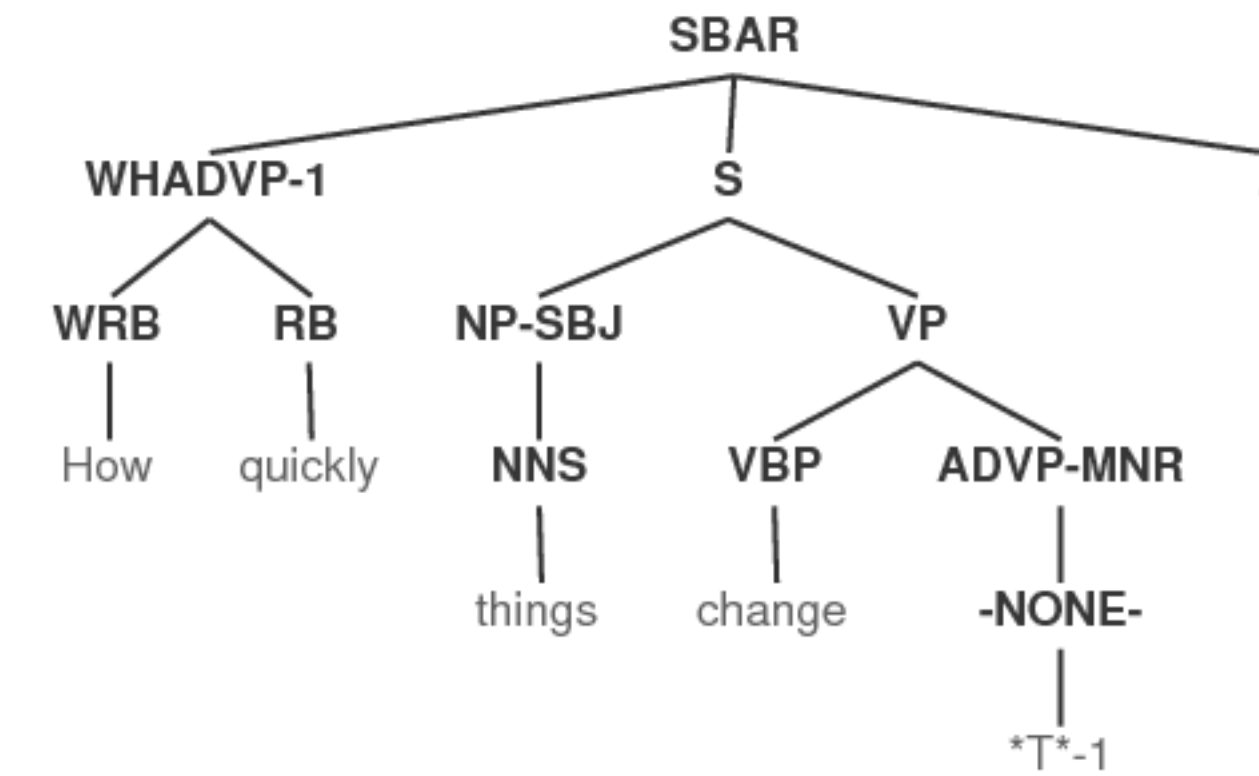 SBAR
WHADVP-1 S
WRB RB NP-SBJ VP
How quickly NNS VBP ADVP-MNR
things change -NONE-
*T*-1